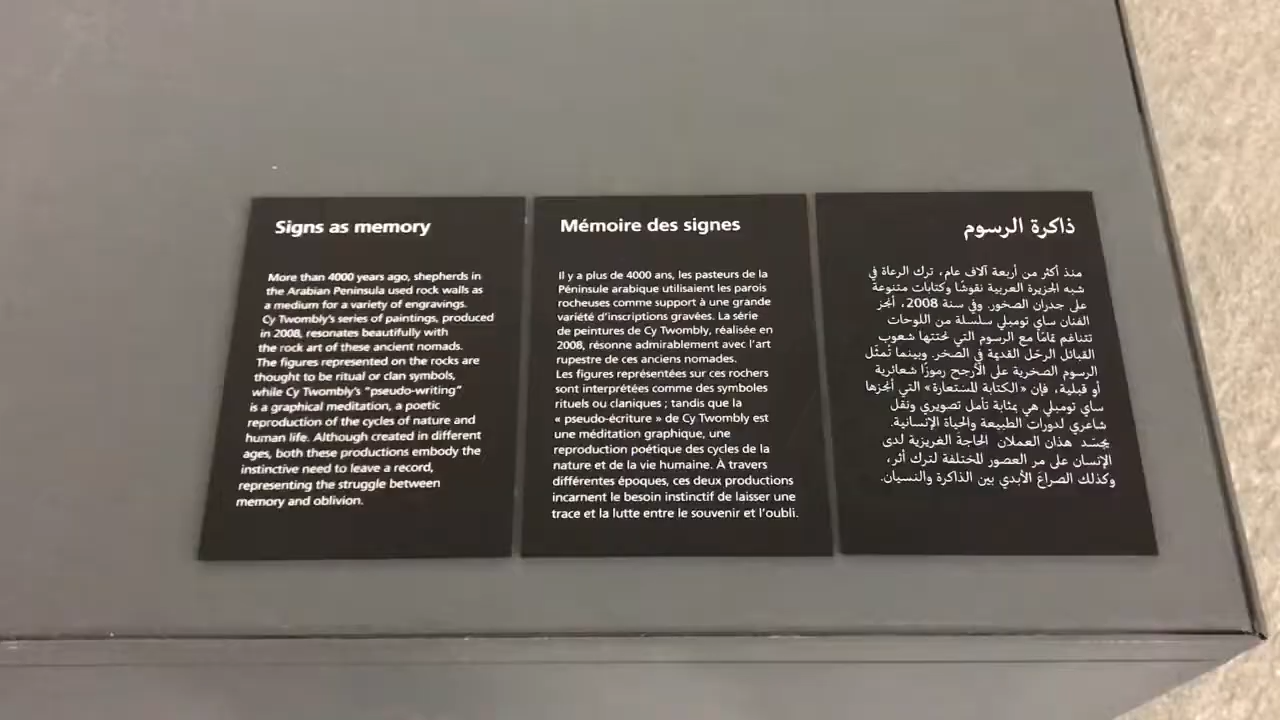 Signs as memory
More than 4000 years ago, shepherds in
the Arabian Peninsula used rock walls as
a medium for a variety of engravings.
Cy Twombly's series of paintings, produced
in 2008, resonates beautifully with
the rock art of these ancient nomads.
The figures represented on the rocks are
thought to be ritual or clan symbols,
while Cy Twombly's "pseudo-writing"
is a graphical meditation, a poetic
reproduction of the cycles of nature and
human life. Although created in different
ages, both these productions embody the
instinctive need to leave a record,
representing the struggle between
memory and oblivion.
Mémoire des signes
Il y a plus de 4000 ans, les pasteurs de la
Péninsule arabique utilisaient les parois
rocheuses comme support à une grande
variété d'inscriptions gravées. La série
de peintures de Cy Twombly, réalisée en
2008, résonne admirablement avec l'art
rupestre de ces anciens nomades.
Les figures représentées sur ces rochers
sont interprétées comme des symboles
rituels ou claniques ; tandis que la
« pseudo-écriture » de Cy Twombly est
une méditation graphique, une
reproduction poétique des cycles de la
nature et de la vie humaine. À travers
différentes époques, ces deux productions
incarnent le besoin instinctif de laisser une
trace et la lutte entre le souvenir et l'oubli.
ذاكرة الرسوم
منذ أكثر من أربعة آلاف عام، ترك الرعاة في
شبه الجزيرة العربية نقوشًا وكتابات متنوعة
على جدران الصخور. وفي سنة 2008، أنجز
الفنان ساي تومبلي سلسلة من اللوحات
تتناغم تمامًا مع الرسوم التي نحتتها شعوب
القبائل الرحّل القديمة في الصخر. وبينما تمثّل
الرسوم الصخرية على الأرجح رموزًا شعائرية
أو قبلية، فإن «الكتابة المستعارة» التي أنجزها
ساي تومبلي هي بمثابة تأمل تصويري ونقل
شاعري لدورات الطبيعة والحياة الإنسانية.
يجسّد هذان العملان الحاجة الغريزية لدى
الإنسان على مر العصور المختلفة لترك أثر،
وكذلك الصراعَ الأبدي بين الذاكرة والنسيان.